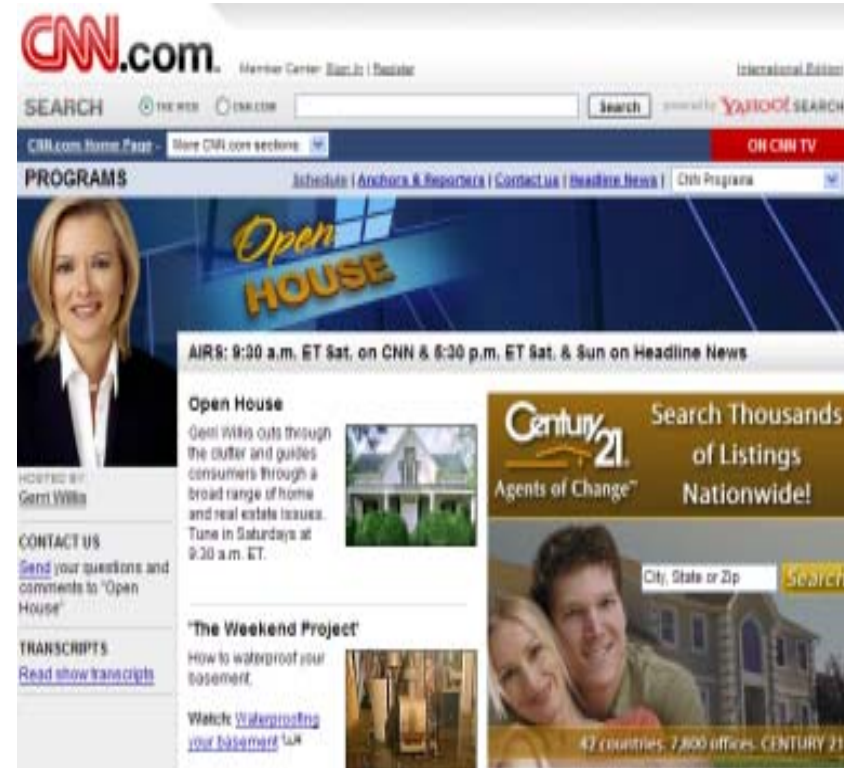 CNN.com.
Member Center: Sign In | Register
International Edition
SEARCH
THE WEB
CNN.COM
Search
powered by YAHOO! SEARCH
CNN.com Home Page -
More CNN.com sections
ON CNN TV
PROGRAMS
Schedule | Anchors & Reporters | Contact us | Headline News |
CNN Programs
Open
HOUSE
AIRS: 9:30 a.m. ET Sat. on CNN & 5:30 p.m. ET Sat. & Sun on Headline News
HOSTED BY:
Gerri Willis
CONTACT US
Send your questions and
comments to "Open
House"
TRANSCRIPTS
Read show transcripts
Open House
Gerri Willis cuts through
the clutter and guides
consumers through a
broad range of home
and real estate issues.
Tune in Saturdays at
9:30 a.m. ET.
'The Weekend Project'
How to waterproof your
basement.
Watch: Waterproofing
your basement
Century 21.
Agents of Change™
Search Thousands
of Listings
Nationwide!
City, State or Zip
Search
42 countries. 7,800 offices. CENTURY 21